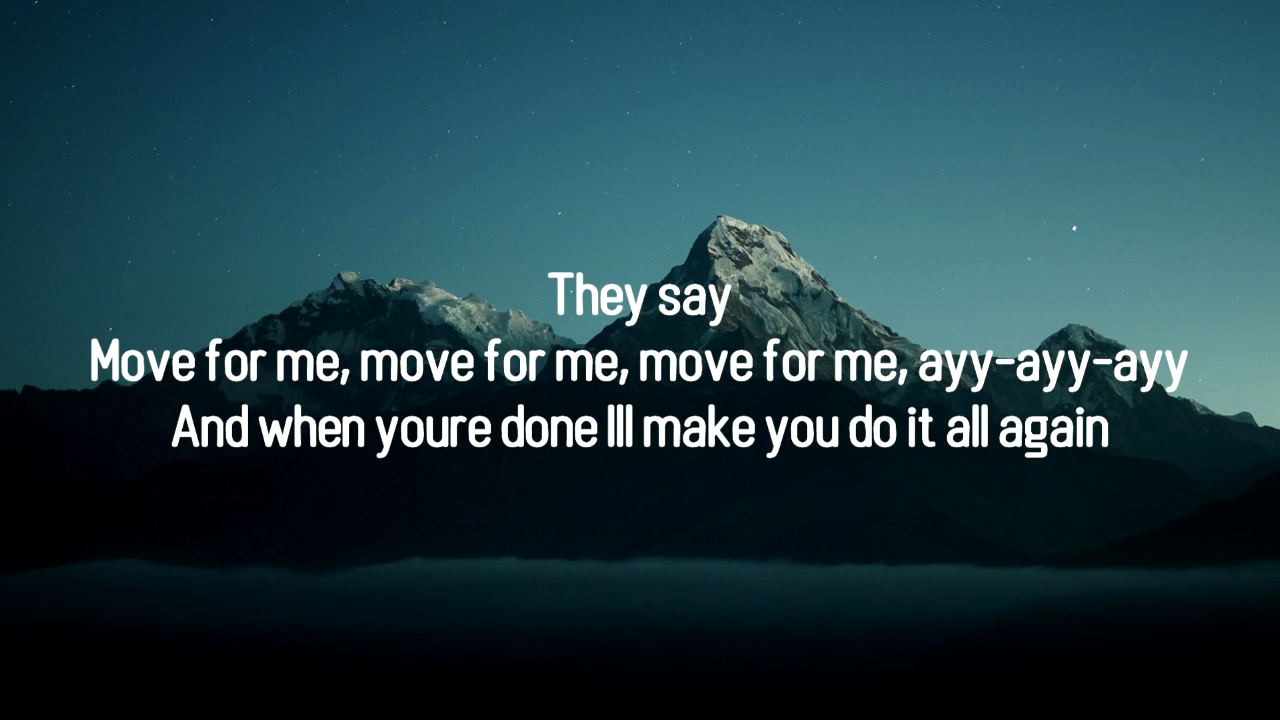 They say
Move for me, move for me, move for me, ayy-ayy-ayy
And when youre done Ill make you do it all again